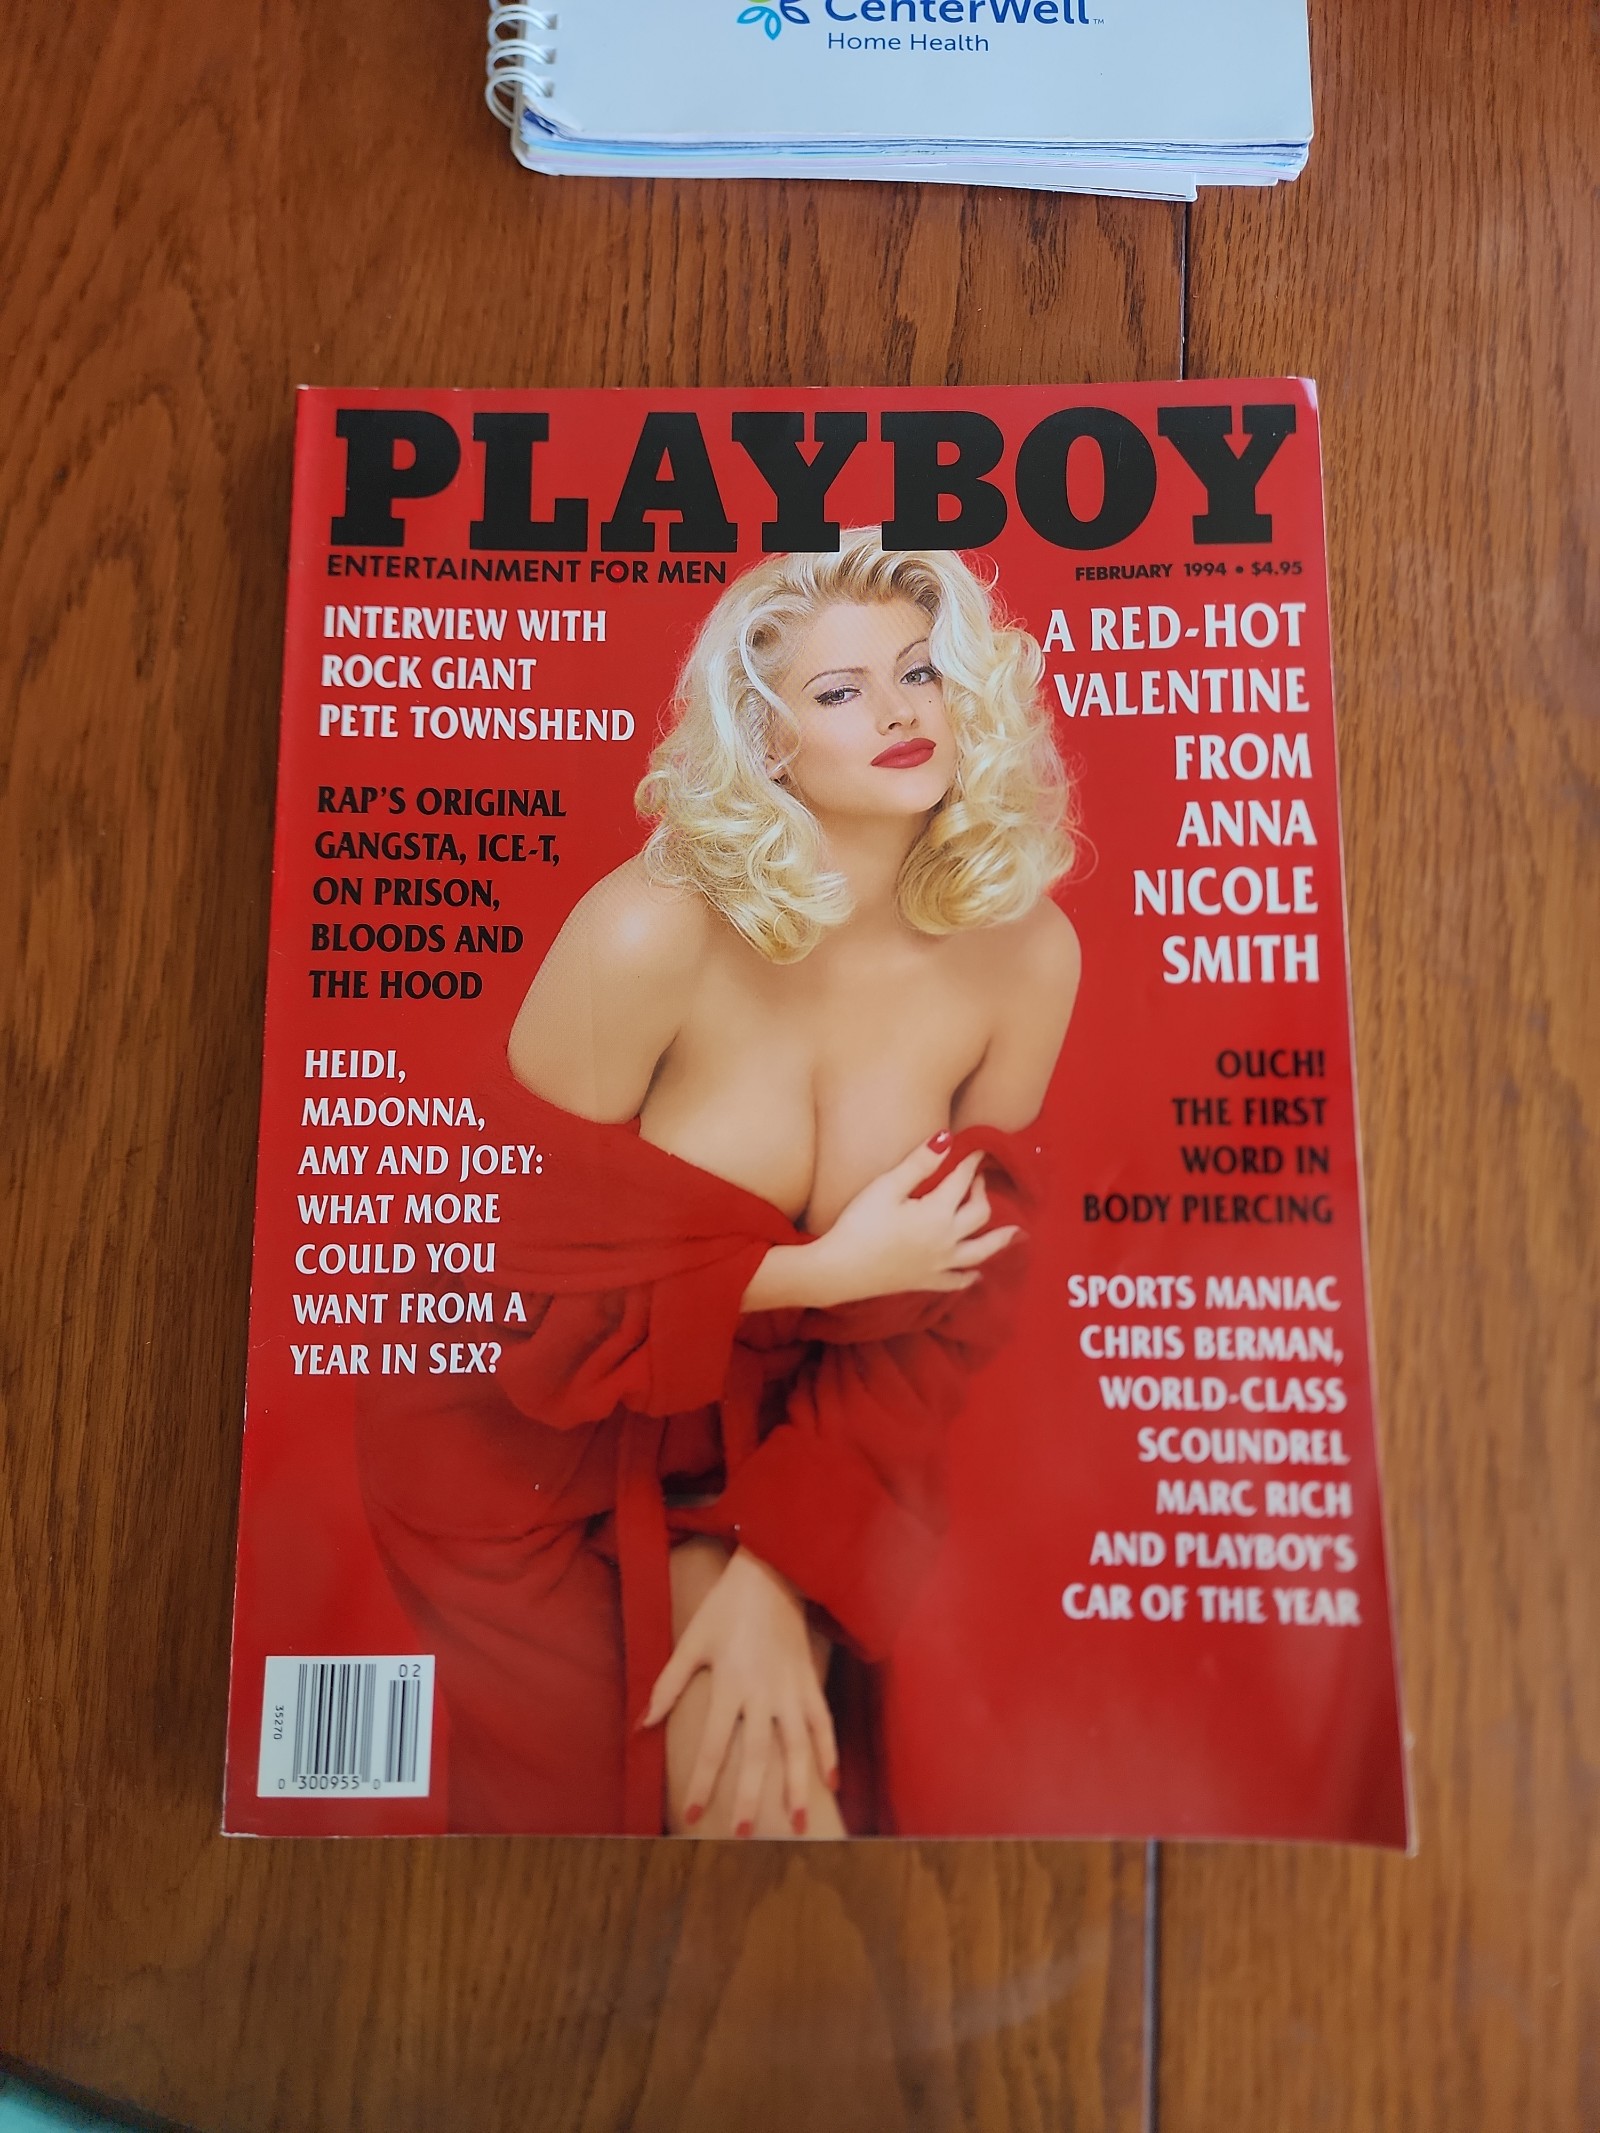 CenterWell™
Home Health
PLAYBOY
ENTERTAINMENT FOR MEN
FEBRUARY 1994 • $4.95
INTERVIEW WITH
ROCK GIANT
PETE TOWNSHEND
RAP'S ORIGINAL
GANGSTA, ICE-T,
ON PRISON,
BLOODS AND
THE HOOD
HEIDI,
MADONNA,
AMY AND JOEY:
WHAT MORE
COULD YOU
WANT FROM A
YEAR IN SEX?
A RED-HOT
VALENTINE
FROM
ANNA
NICOLE
SMITH
OUCH!
THE FIRST
WORD IN
BODY PIERCING
SPORTS MANIAC
CHRIS BERMAN,
WORLD-CLASS
SCOUNDREL
MARC RICH
AND PLAYBOY'S
CAR OF THE YEAR
02
35270
0 300955 0